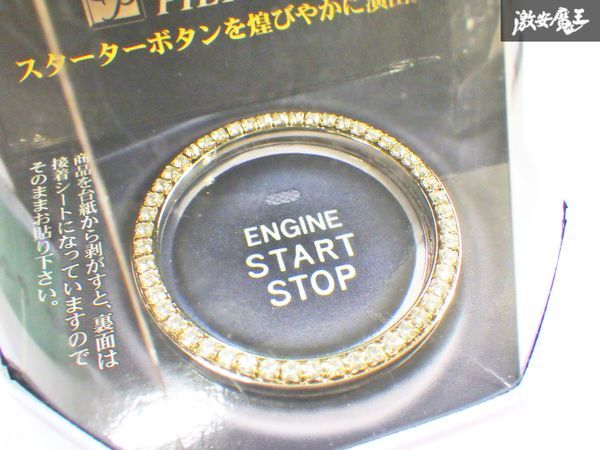 激安魔王
スターターボタンを煌びやかに演出
商品を台紙から剥がすと、裏面は
接着シートになっていますので
そのままお貼り下さい。
ENGINE
START
STOP